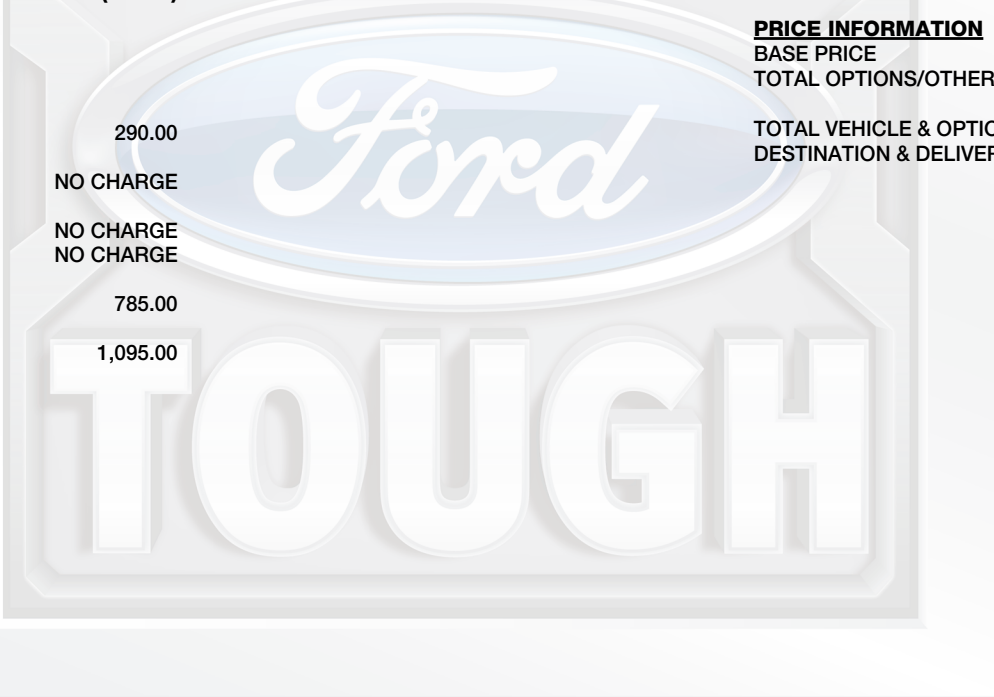 290.00
NO CHARGE
NO CHARGE
NO CHARGE
785.00
1,095.00
PRICE INFORMATION
BASE PRICE
TOTAL OPTIONS/OTHER
TOTAL VEHICLE & OPTIO
DESTINATION & DELIVER
Ford
TOUGH